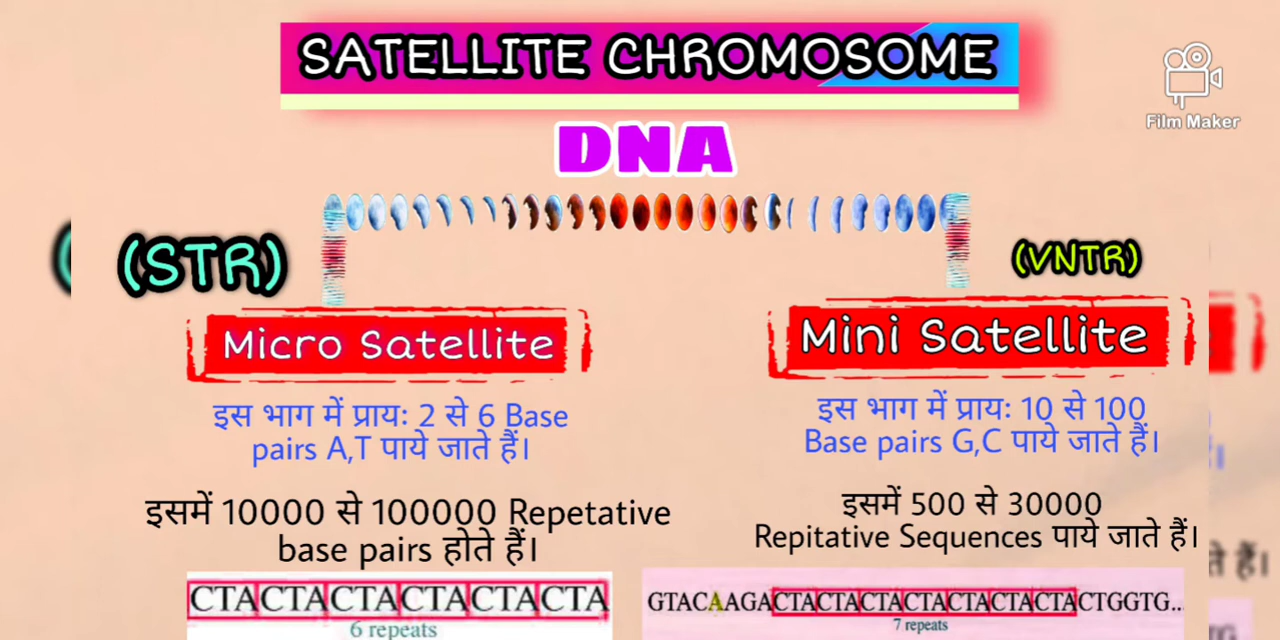 SATELLITE CHROMOSOME
Film Maker
DNA
(STR)
(VNTR)
Micro Satellite
Mini Satellite
इस भाग में प्रायः 2 से 6 Base
pairs A,T पाये जाते हैं।
इस भाग में प्रायः 10 से 100
Base pairs G,C पाये जाते हैं।
इसमें 10000 से 100000 Repetative
base pairs होते हैं।
इसमें 500 से 30000
Repitative Sequences पाये जाते हैं।
CTACTACTACTACTACTA
6 repeats
GTACAAGACTACTACTACTACTACTACTACTGGTG...
7 repeats